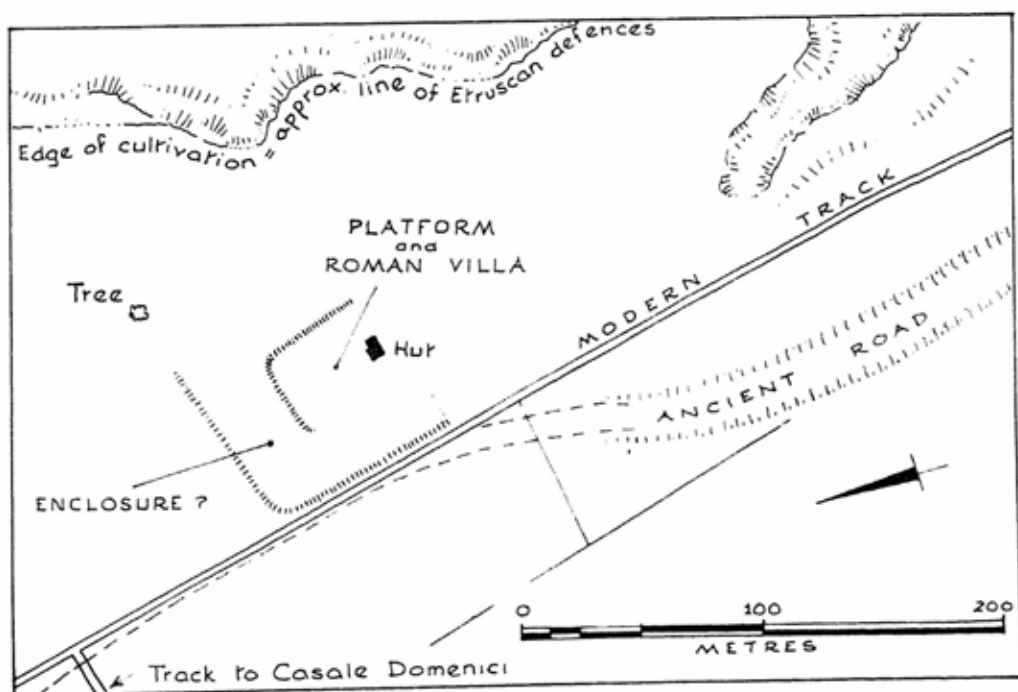 Edge of cultivation = approx. line of Etruscan defences
PLATFORM
and
ROMAN VILLA
Tree
Hut
MODERN TRACK
ANCIENT ROAD
ENCLOSURE ?
0 100 200
METRES
Track to Casale Domenici